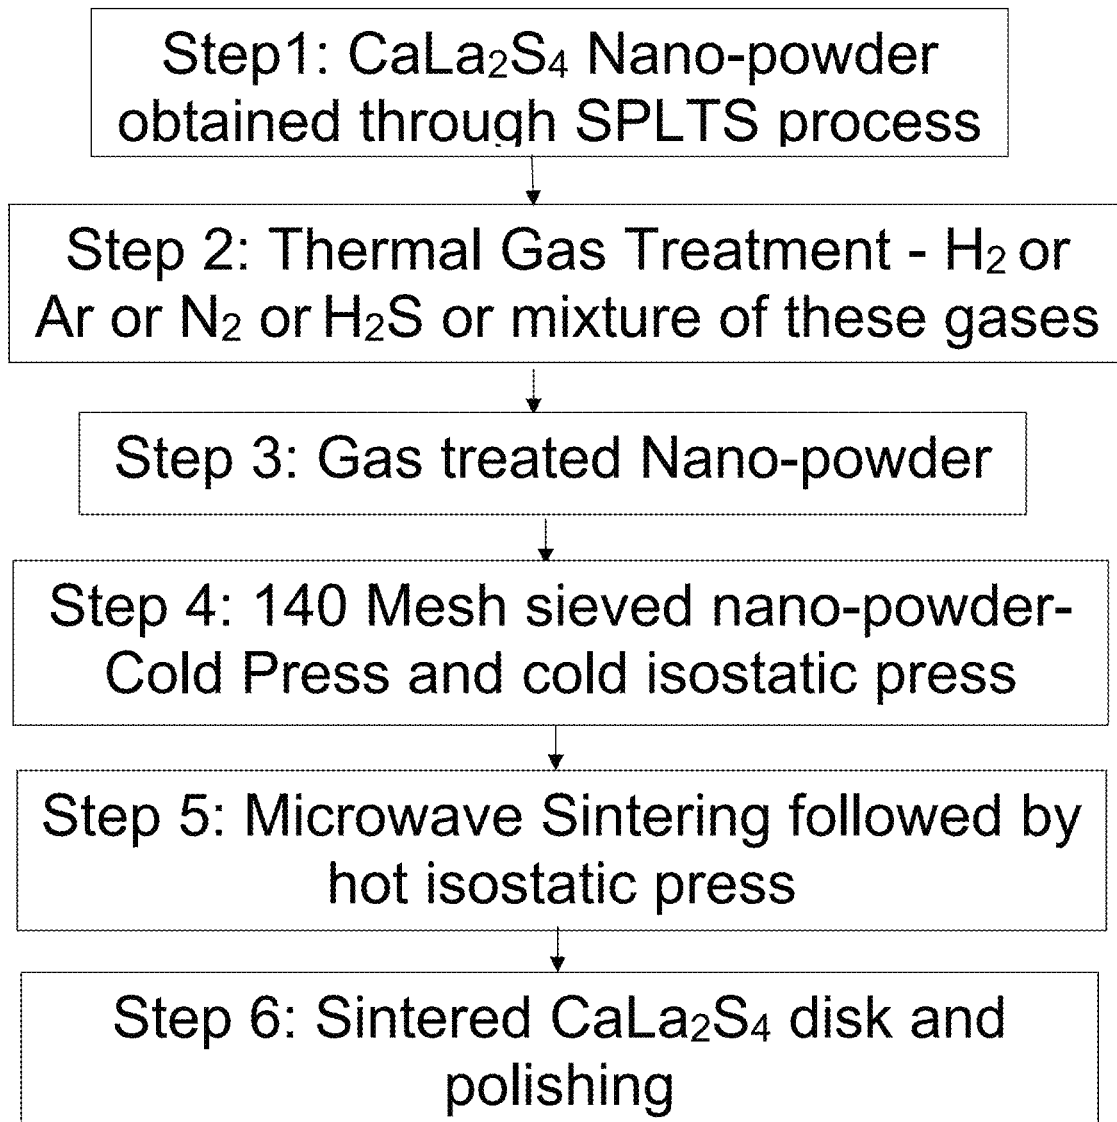 Step1: CaLa₂S₄ Nano-powder
obtained through SPLTS process
Step 2: Thermal Gas Treatment - H₂ or
Ar or N₂ or H₂S or mixture of these gases
Step 3: Gas treated Nano-powder
Step 4: 140 Mesh sieved nano-powder-
Cold Press and cold isostatic press
Step 5: Microwave Sintering followed by
hot isostatic press
Step 6: Sintered CaLa₂S₄ disk and
polishing